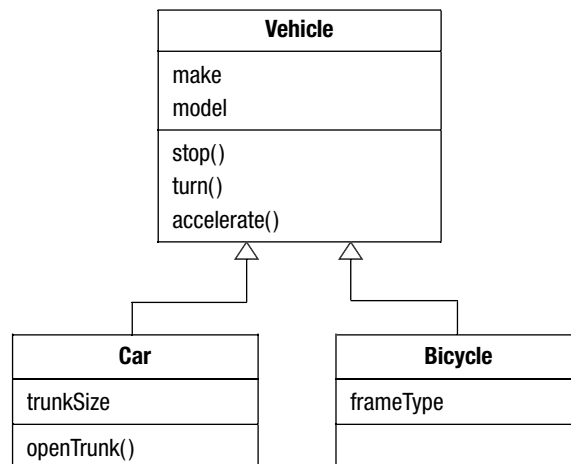 Vehicle
make
model
stop()
turn()
accelerate()
Car
trunkSize
openTrunk()
Bicycle
frameType